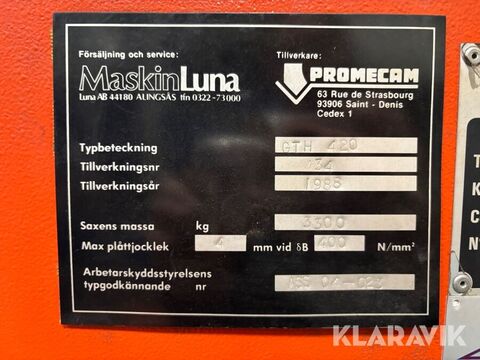 Försäljning och service:
MaskinLuna
Luna AB 44180 ALINGSÅS tfn 0322-73000
Tillverkare:
PROMECAM
63 Rue de Strasbourg
93906 Saint - Denis
Cedex 1
Typbeteckning GTH 420
Tillverkningsnr 434
Tillverkningsår 1988
Saxens massa kg 3300
Max plåttjocklek 4 mm vid δB 400 N/mm²
Arbetarskyddsstyrelsens
typgodkännande nr
T
K
C
N
KLARAVIK